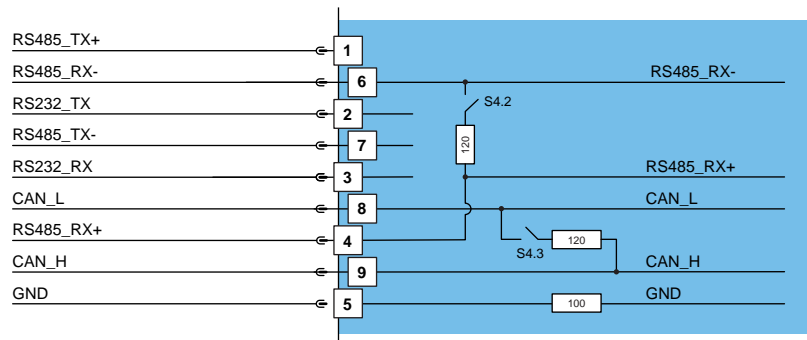 RS485_TX+
1
RS485_RX-
6
RS485_RX-
S4.2
RS232_TX
2
120
RS485_TX-
7
RS232_RX
3
RS485_RX+
CAN_L
8
CAN_L
RS485_RX+
4
120
S4.3
CAN_H
9
CAN_H
GND
5
100
GND